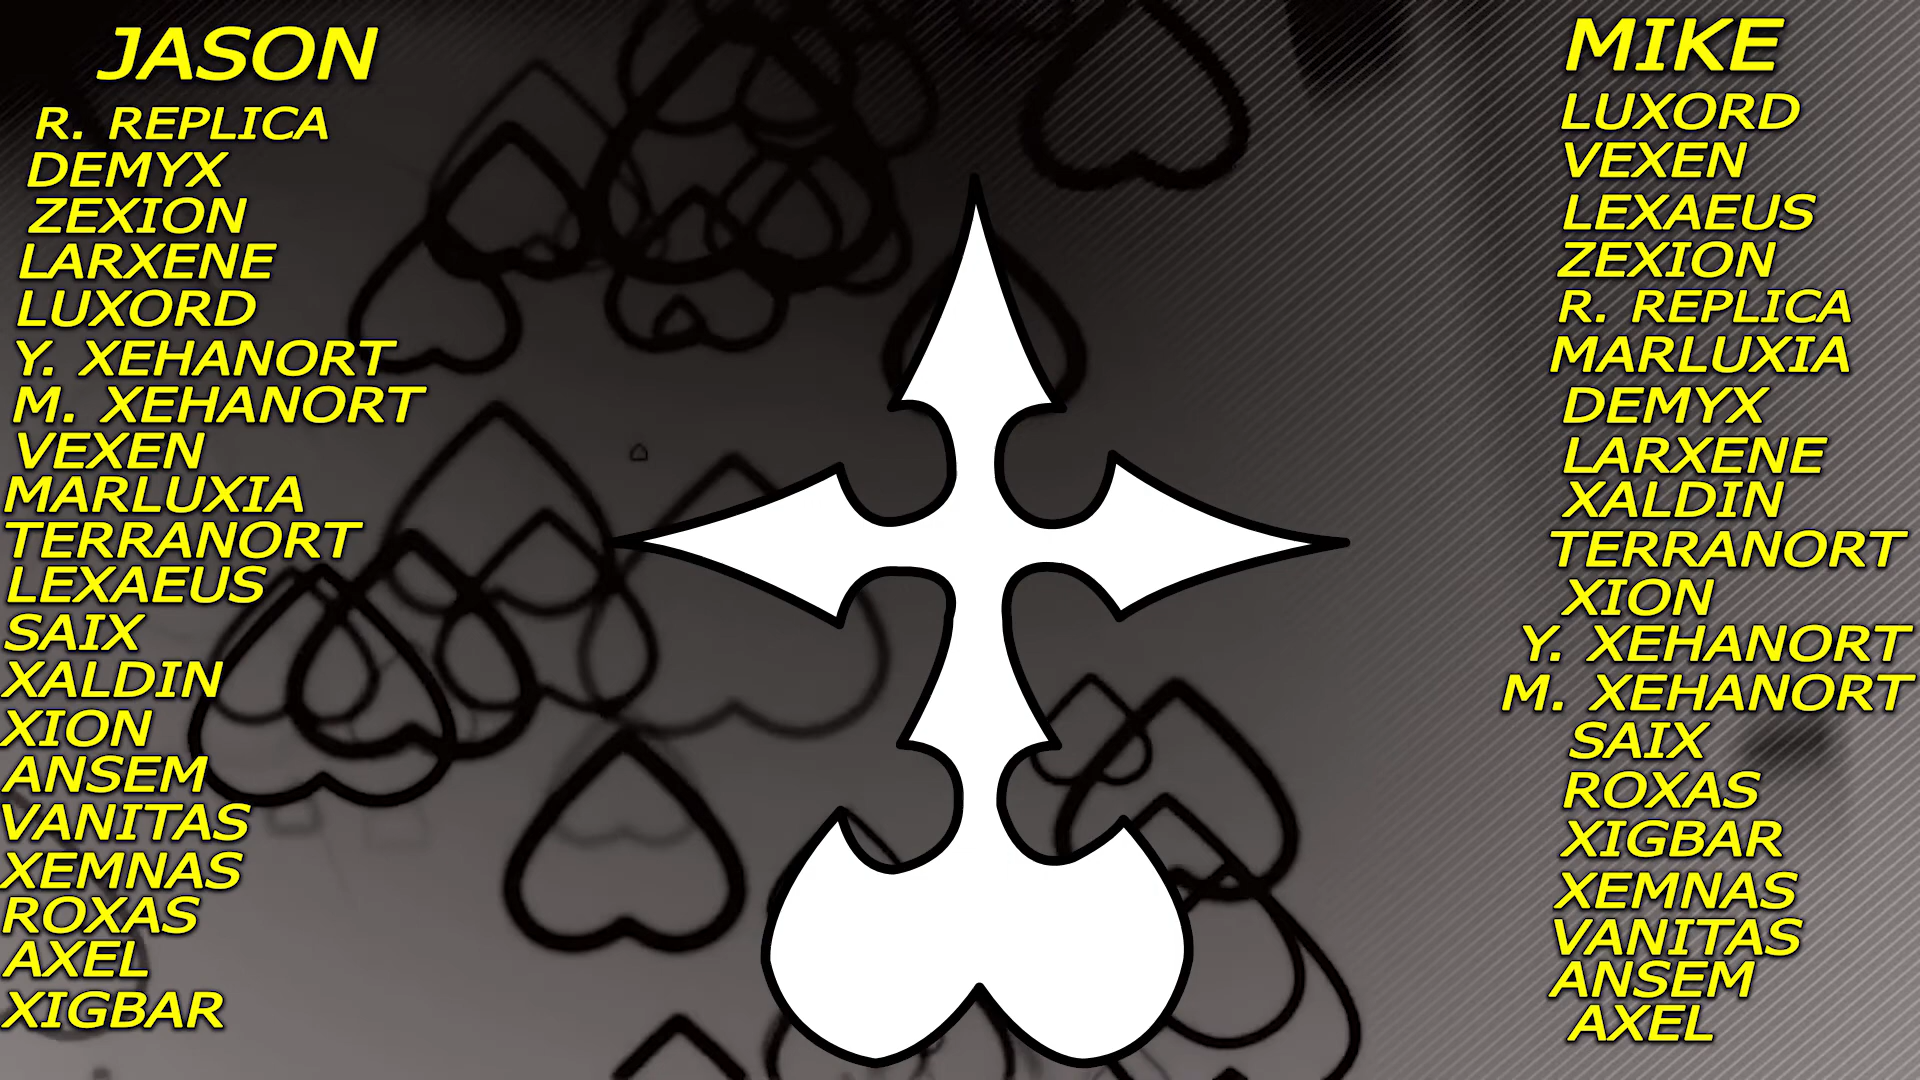 JASON
R. REPLICA
DEMYX
ZEXION
LARXENE
LUXORD
Y. XEHANORT
M. XEHANORT
VEXEN
MARLUXIA
TERRANORT
LEXAEUS
SAIX
XALDIN
XION
ANSEM
VANITAS
XEMNAS
ROXAS
AXEL
XIGBAR
MIKE
LUXORD
VEXEN
LEXAEUS
ZEXION
R. REPLICA
MARLUXIA
DEMYX
LARXENE
XALDIN
TERRANORT
XION
Y. XEHANORT
M. XEHANORT
SAIX
ROXAS
XIGBAR
XEMNAS
VANITAS
ANSEM
AXEL